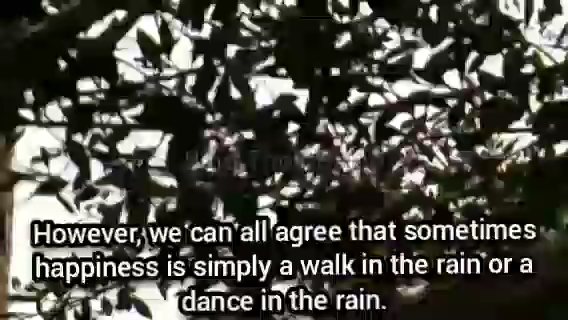 However, we can all agree that sometimes
happiness is simply a walk in the rain or a
dance in the rain.